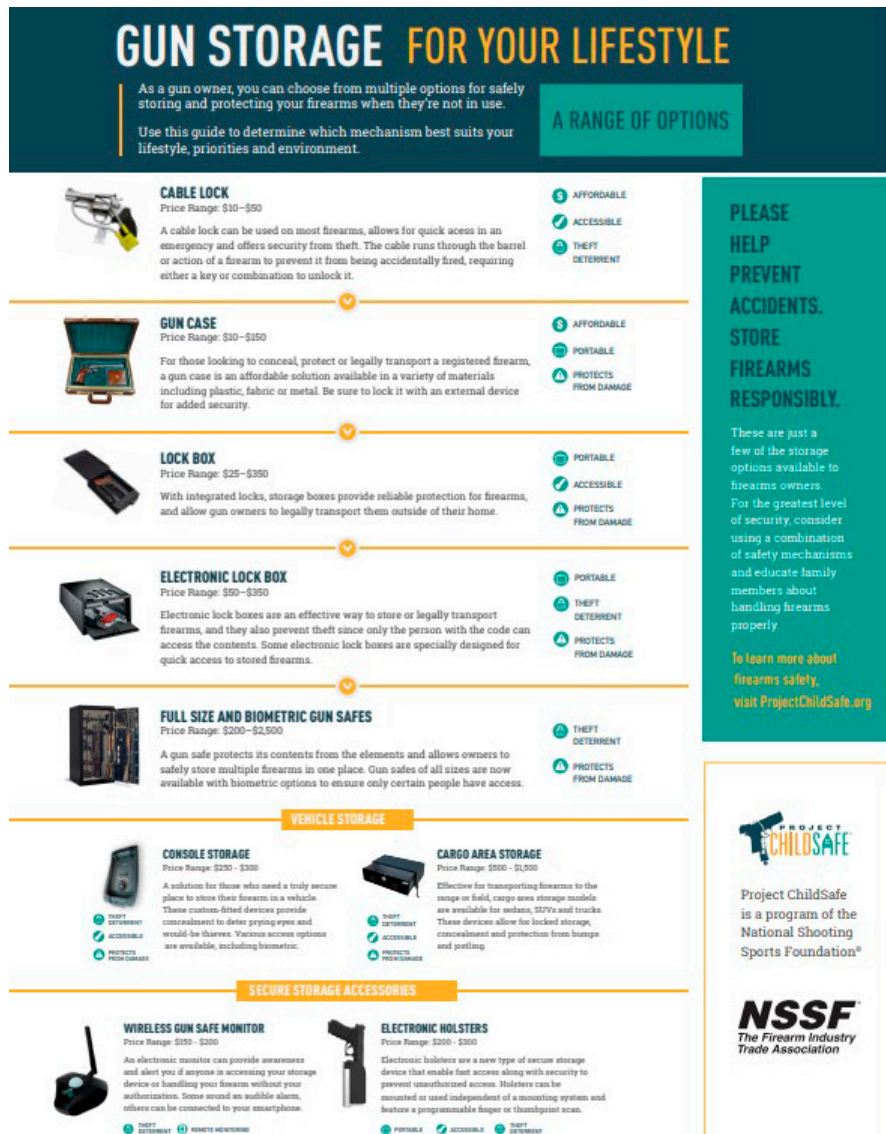 GUN STORAGE FOR YOUR LIFESTYLE
As a gun owner, you can choose from multiple options for safely
storing and protecting your firearms when they're not in use.
Use this guide to determine which mechanism best suits your
lifestyle, priorities and environment.
A RANGE OF OPTIONS
CABLE LOCK
Price Range: $10–$50
A cable lock can be used on most firearms, allows for quick acess in an
emergency and offers security from theft. The cable runs through the barrel
or action of a firearm to prevent it from being accidentally fired, requiring
either a key or combination to unlock it.
AFFORDABLE
ACCESSIBLE
THEFT
DETERRENT
GUN CASE
Price Range: $10–$150
For those looking to conceal, protect or legally transport a registered firearm,
a gun case is an affordable solution available in a variety of materials
including plastic, fabric or metal. Be sure to lock it with an external device
for added security.
AFFORDABLE
PORTABLE
PROTECTS
FROM DAMAGE
LOCK BOX
Price Range: $25–$350
With integrated locks, storage boxes provide reliable protection for firearms,
and allow gun owners to legally transport them outside of their home.
PORTABLE
ACCESSIBLE
PROTECTS
FROM DAMAGE
ELECTRONIC LOCK BOX
Price Range: $50–$350
Electronic lock boxes are an effective way to store or legally transport
firearms, and they also prevent theft since only the person with the code can
access the contents. Some electronic lock boxes are specially designed for
quick access to stored firearms.
PORTABLE
THEFT
DETERRENT
PROTECTS
FROM DAMAGE
FULL SIZE AND BIOMETRIC GUN SAFES
Price Range: $200–$2,500
A gun safe protects its contents from the elements and allows owners to
safely store multiple firearms in one place. Gun safes of all sizes are now
available with biometric options to ensure only certain people have access.
THEFT
DETERRENT
PROTECTS
FROM DAMAGE
VEHICLE STORAGE
CONSOLE STORAGE
Price Range: $250 - $300
A solution for those who need a truly secure
place to store their firearm in a vehicle.
These custom-fitted devices provide
concealment to deter prying eyes and
would-be thieves. Various access options
are available, including biometric.
THEFT
DETERRENT
ACCESSIBLE
PROTECTS
FROM DAMAGE
CARGO AREA STORAGE
Price Range: $500 - $1,500
Effective for transporting firearms to the
range or field, cargo area storage models
are available for sedans, SUVs and trucks.
These devices allow for locked storage,
concealment and protection from bumps
and jostling.
THEFT
DETERRENT
ACCESSIBLE
PROTECTS
FROM DAMAGE
SECURE STORAGE ACCESSORIES
WIRELESS GUN SAFE MONITOR
Price Range: $150 - $200
An electronic monitor can provide awareness
and alert you if anyone is accessing your storage
device or handling your firearm without your
authorization. Some sound an audible alarm,
others can be connected to your smartphone.
THEFT
DETERRENT
REMOTE MONITORING
ELECTRONIC HOLSTERS
Price Range: $200 - $300
Electronic holsters are a new type of secure storage
device that enable fast access along with security to
prevent unauthorized access. Holsters can be
mounted or used independent of a mounting system and
feature a programmable finger or thumbprint scan.
PORTABLE
ACCESSIBLE
THEFT
DETERRENT
PLEASE
HELP
PREVENT
ACCIDENTS.
STORE
FIREARMS
RESPONSIBLY.
These are just a
few of the storage
options available to
firearms owners.
For the greatest level
of security, consider
using a combination
of safety mechanisms
and educate family
members about
handling firearms
properly.
To learn more about
firearms safety,
visit ProjectChildSafe.org
PROJECT
CHILDSAFE
Project ChildSafe
is a program of the
National Shooting
Sports Foundation®
NSSF
The Firearm Industry
Trade Association